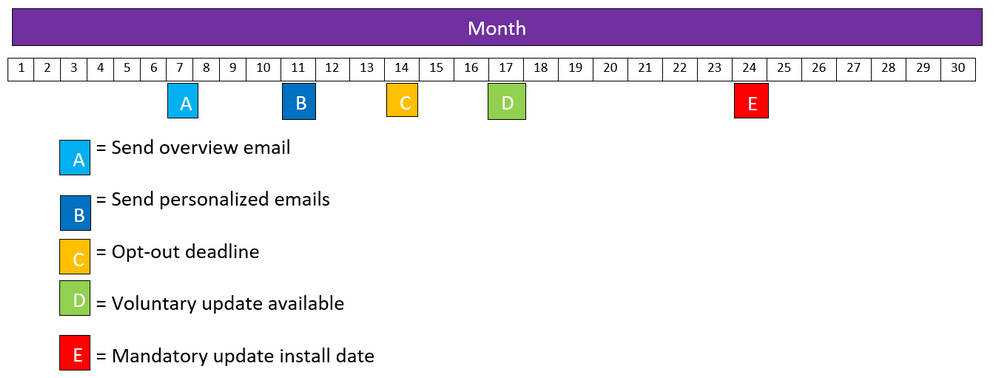 Month
1 2 3 4 5 6 7 8 9 10 11 12 13 14 15 16 17 18 19 20 21 22 23 24 25 26 27 28 29 30
A B C D E
A = Send overview email
B = Send personalized emails
C = Opt-out deadline
D = Voluntary update available
E = Mandatory update install date